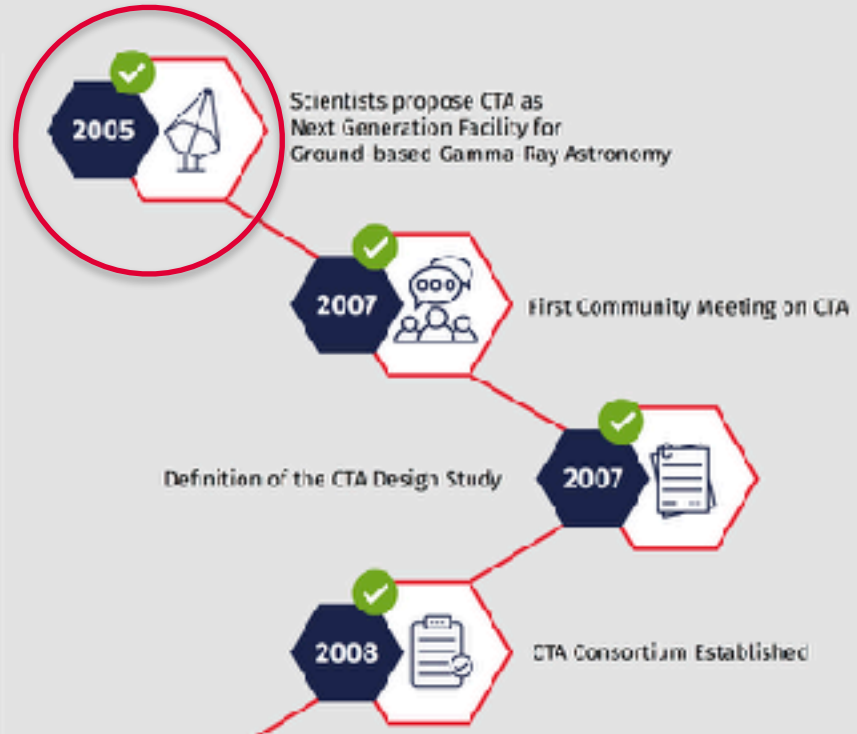 2005
Scientists propose CTA as
Next Generation Facility for
Ground-based Gamma-Ray Astronomy
2007
First Community Meeting on CTA
Definition of the CTA Design Study
2007
2008
CTA Consortium Established